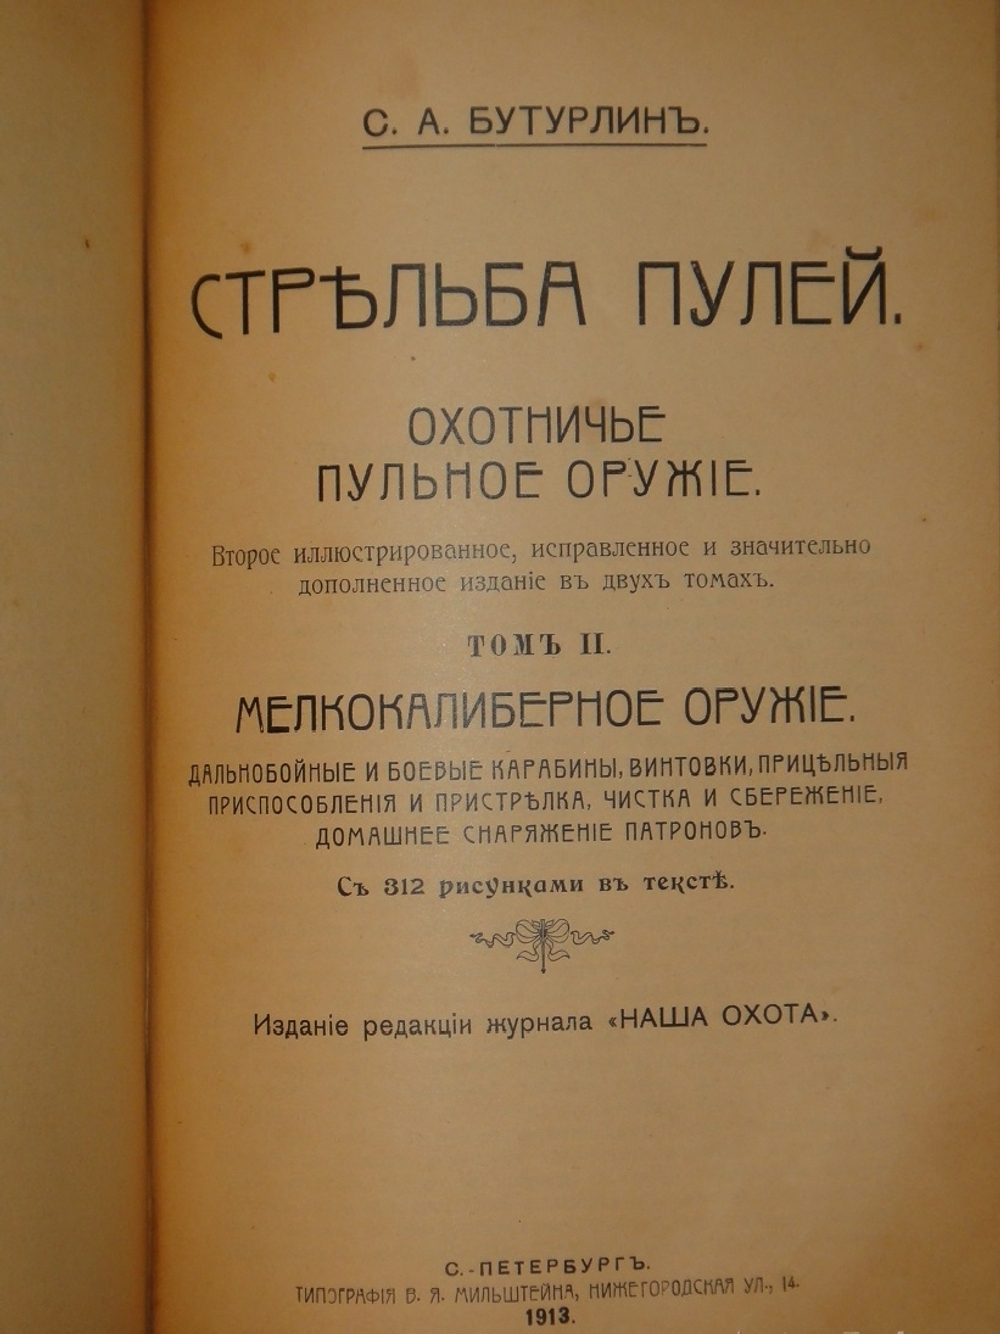 С. А. БУТУРЛИНЪ.
СТРѢЛЬБА ПУЛЕЙ.
ОХОТНИЧЬЕ
ПУЛЬНОЕ ОРУЖІЕ.
Второе иллюстрированное, исправленное и значительно
дополненное изданіе въ двухъ томахъ.
ТОМЪ II.
МЕЛКОКАЛИБЕРНОЕ ОРУЖІЕ.
ДАЛЬНОБОЙНЫЕ И БОЕВЫЕ КАРАБИНЫ, ВИНТОВКИ, ПРИЦѢЛЬНЫЯ
ПРИСПОСОБЛЕНІЯ И ПРИСТРѢЛКА, ЧИСТКА И СБЕРЕЖЕНІЕ,
ДОМАШНЕЕ СНАРЯЖЕНІЕ ПАТРОНОВЪ.
Съ 312 рисунками въ текстѣ.
Изданіе редакціи журнала «НАША ОХОТА».
С.-ПЕТЕРБУРГЪ.
ТИПОГРАФІЯ В. Я. МИЛЬШТЕЙНА, НИЖЕГОРОДСКАЯ УЛ., 14.
1913.